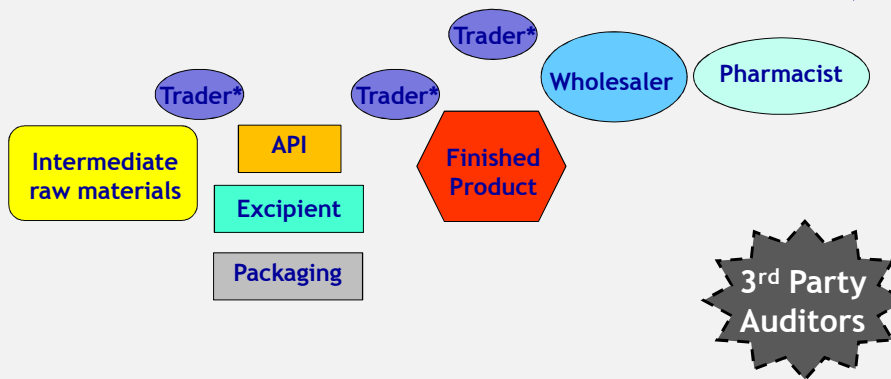 Trader*
Wholesaler
Pharmacist
Trader*
Trader*
Intermediate
raw materials
API
Finished
Product
Excipient
Packaging
3rd Party
Auditors